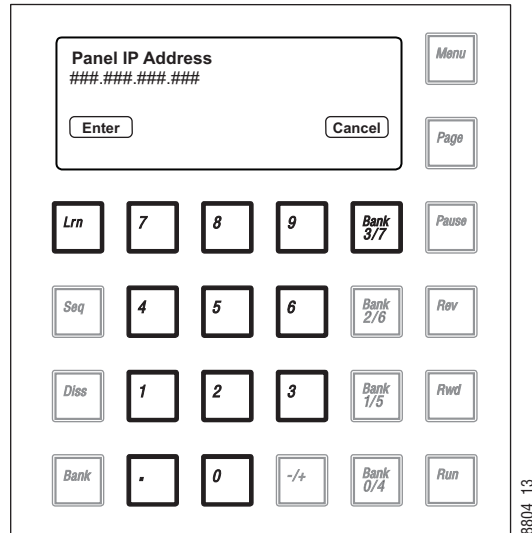 Panel IP Address
###.###.###.###
Enter Cancel
Menu
Page
Lrn 7 8 9 Bank 3/7 Pause
Seq 4 5 6 Bank 2/6 Rev
Diss 1 2 3 Bank 1/5 Rwd
Bank . 0 -/+ Bank 0/4 Run
8804_13